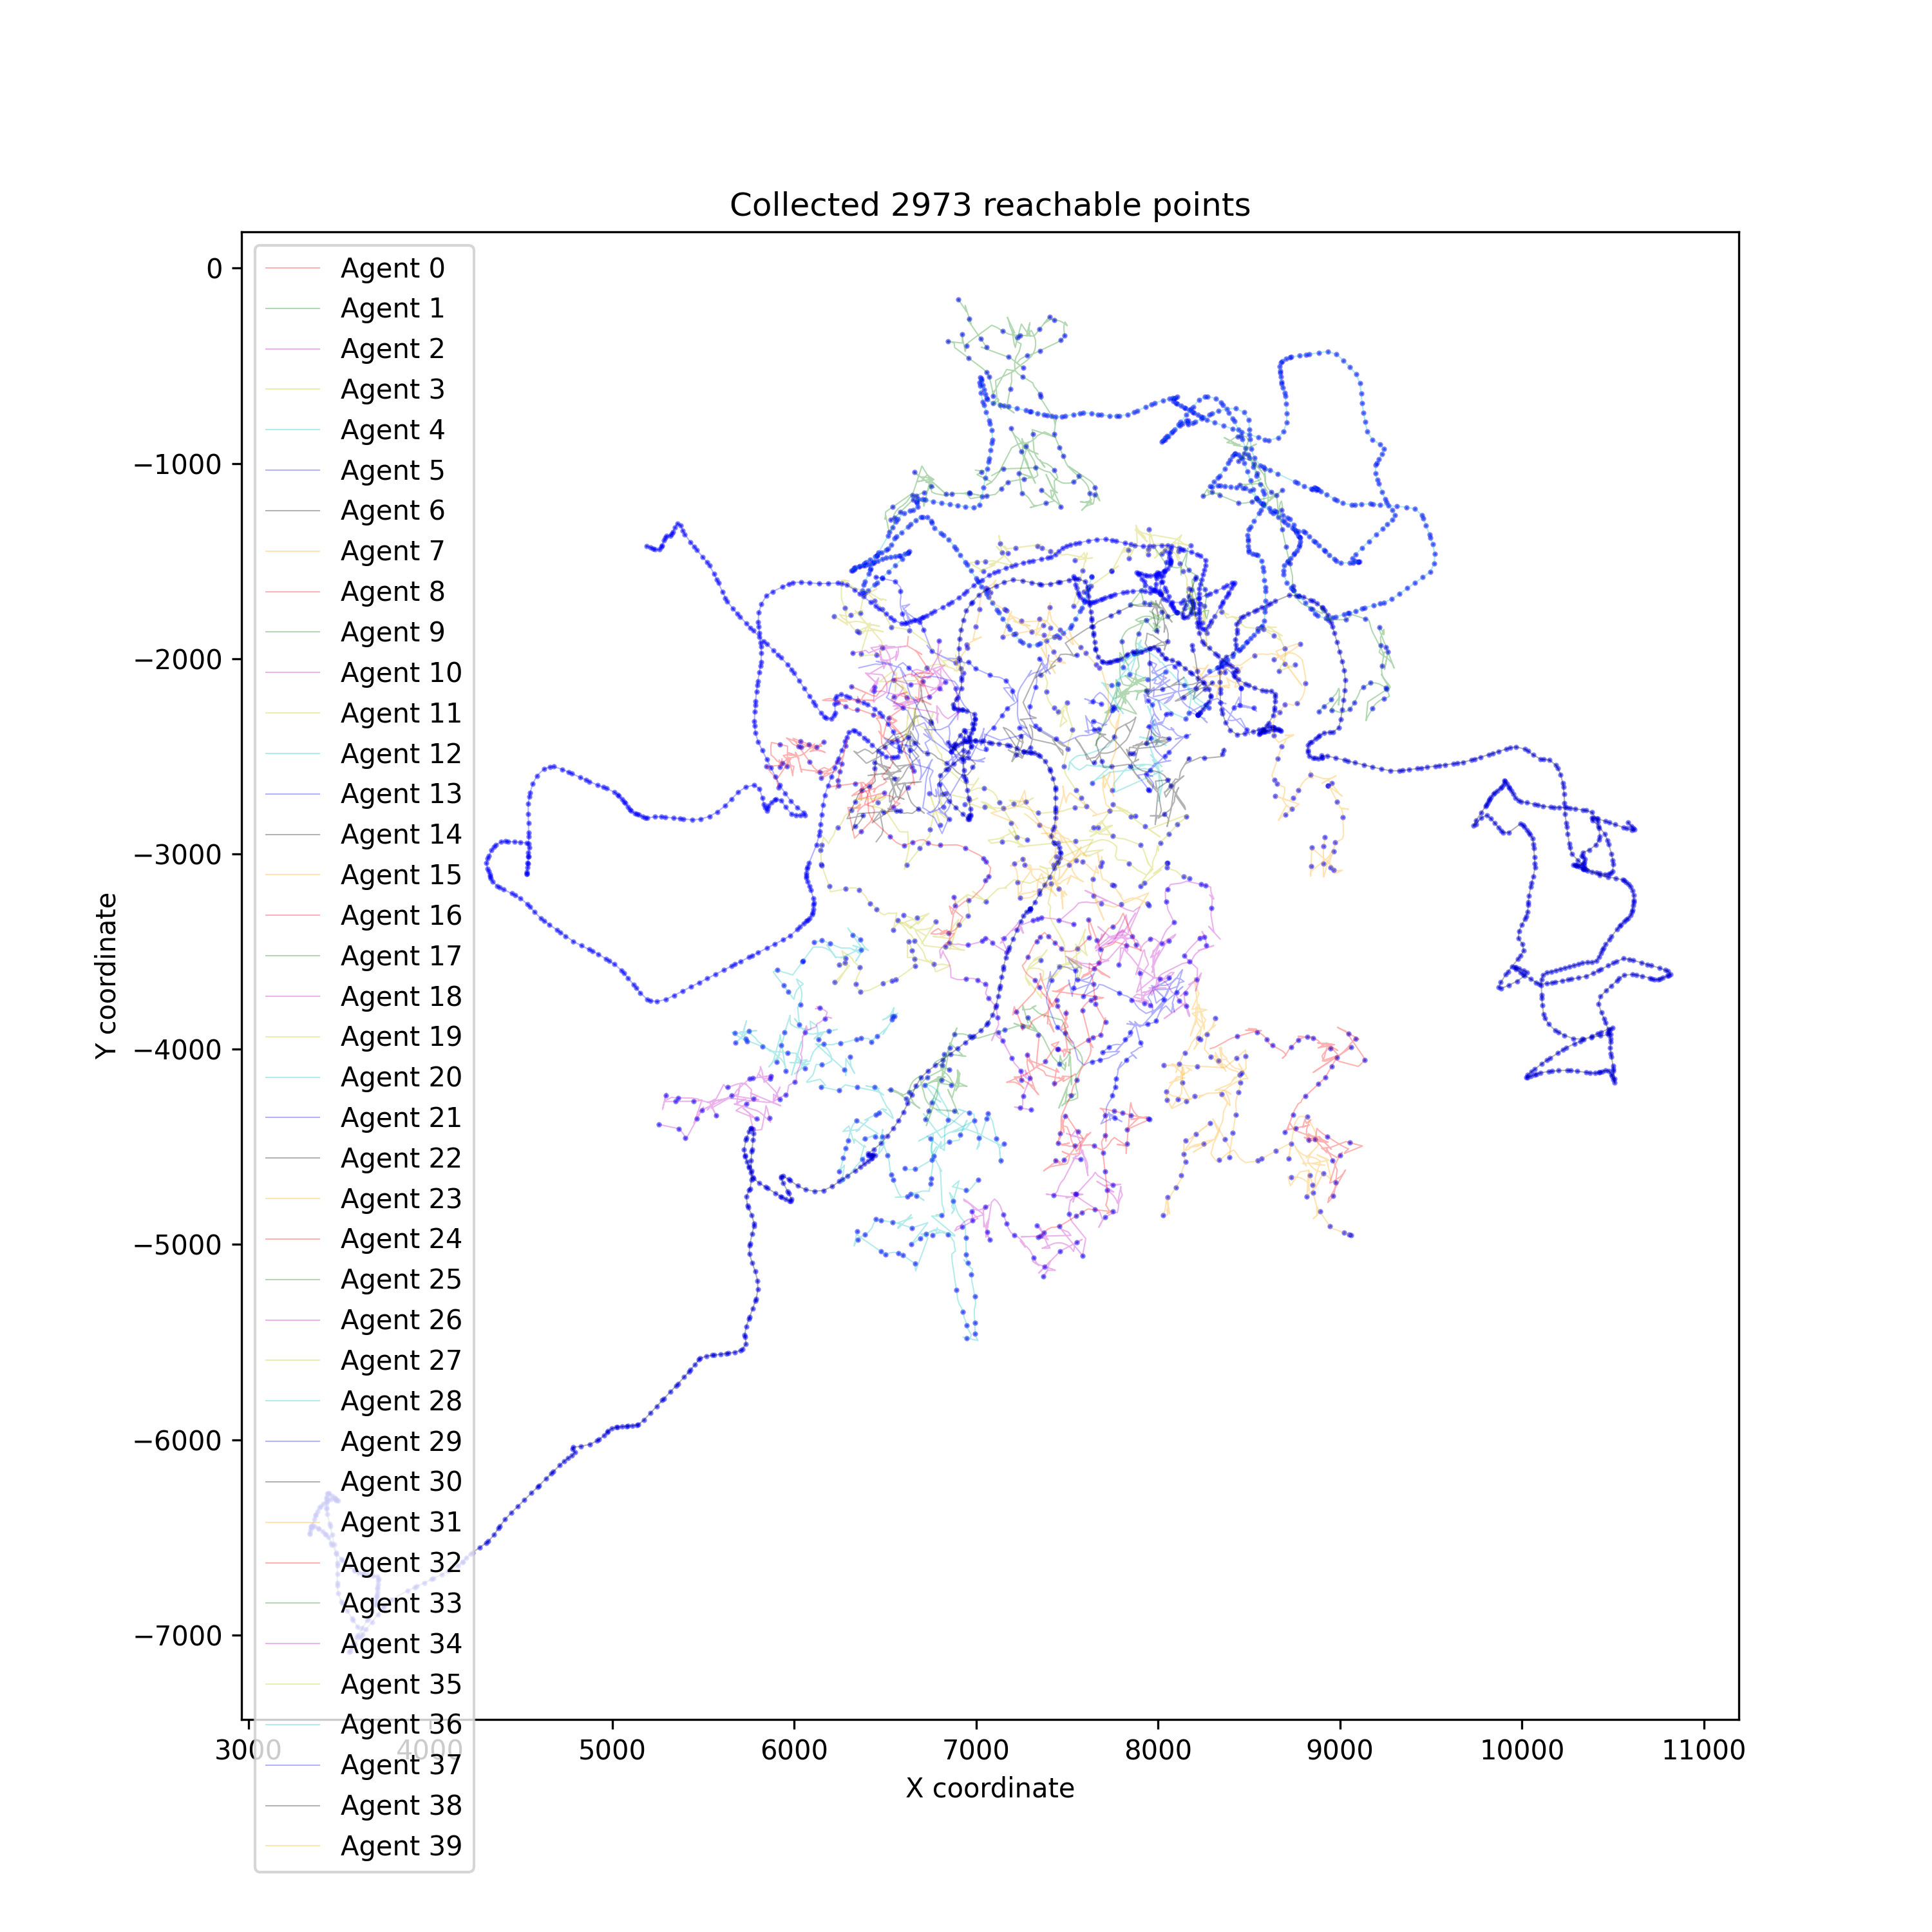 Collected 2973 reachable points
0
−1000
−2000
−3000
−4000
−5000
−6000
−7000
Y coordinate
Agent 0
Agent 1
Agent 2
Agent 3
Agent 4
Agent 5
Agent 6
Agent 7
Agent 8
Agent 9
Agent 10
Agent 11
Agent 12
Agent 13
Agent 14
Agent 15
Agent 16
Agent 17
Agent 18
Agent 19
Agent 20
Agent 21
Agent 22
Agent 23
Agent 24
Agent 25
Agent 26
Agent 27
Agent 28
Agent 29
Agent 30
Agent 31
Agent 32
Agent 33
Agent 34
Agent 35
Agent 36
Agent 37
Agent 38
Agent 39
3000 4000 5000 6000 7000 8000 9000 10000 11000
X coordinate